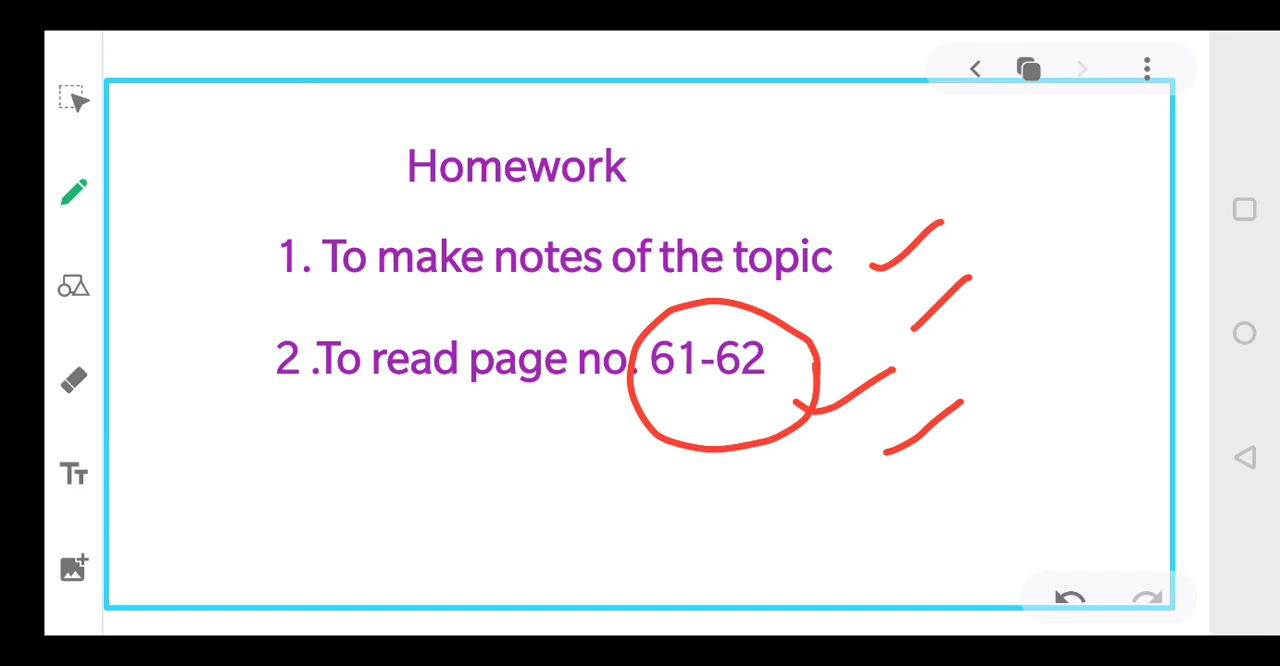 Homework
1. To make notes of the topic
2 .To read page no. 61-62